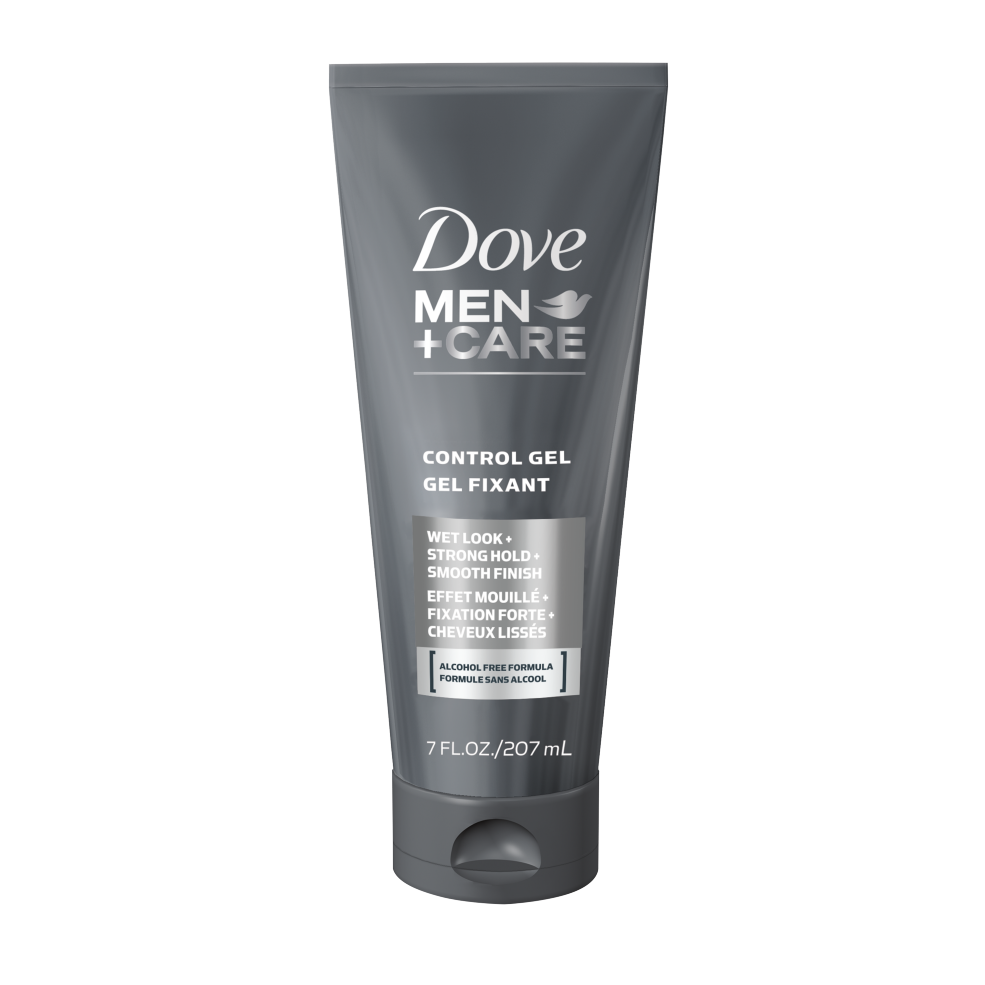 Dove
MEN
+CARE
CONTROL GEL
GEL FIXANT
WET LOOK +
STRONG HOLD +
SMOOTH FINISH
EFFET MOUILLÉ +
FIXATION FORTE +
CHEVEUX LISSÉS
[ALCOHOL FREE FORMULA
FORMULE SANS ALCOOL]
7 FL.OZ./207 mL